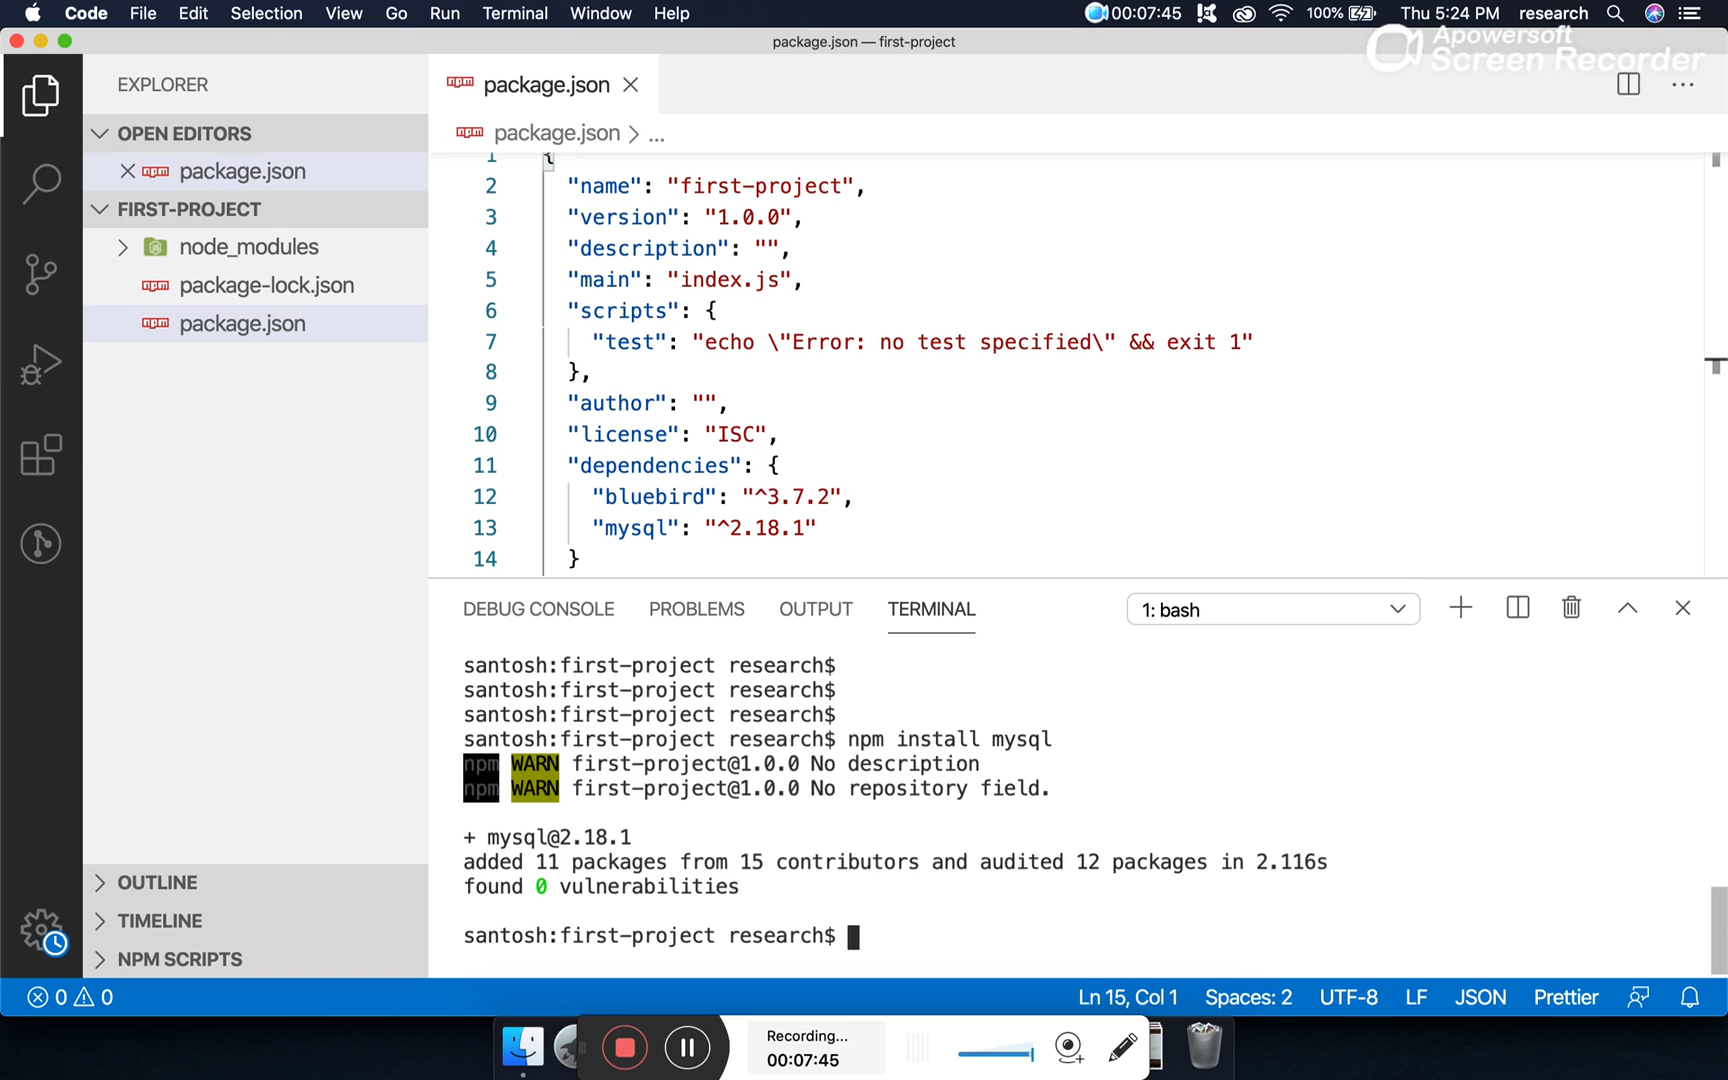 Code File Edit Selection View Go Run Terminal Window Help 00:07:45 100% Thu 5:24 PM research
package.json — first-project
Apowersoft
Screen Recorder
EXPLORER
OPEN EDITORS
package.json
FIRST-PROJECT
node_modules
package-lock.json
package.json
OUTLINE
TIMELINE
NPM SCRIPTS
package.json
package.json > ...
1 {
2 "name": "first-project",
3 "version": "1.0.0",
4 "description": "",
5 "main": "index.js",
6 "scripts": {
7 "test": "echo \"Error: no test specified\" && exit 1"
8 },
9 "author": "",
10 "license": "ISC",
11 "dependencies": {
12 "bluebird": "^3.7.2",
13 "mysql": "^2.18.1"
14 }
DEBUG CONSOLE PROBLEMS OUTPUT TERMINAL 1: bash
santosh:first-project research$
santosh:first-project research$
santosh:first-project research$
santosh:first-project research$ npm install mysql
npm WARN first-project@1.0.0 No description
npm WARN first-project@1.0.0 No repository field.
+ mysql@2.18.1
added 11 packages from 15 contributors and audited 12 packages in 2.116s
found 0 vulnerabilities
santosh:first-project research$
0 0 Ln 15, Col 1 Spaces: 2 UTF-8 LF JSON Prettier
Recording...
00:07:45